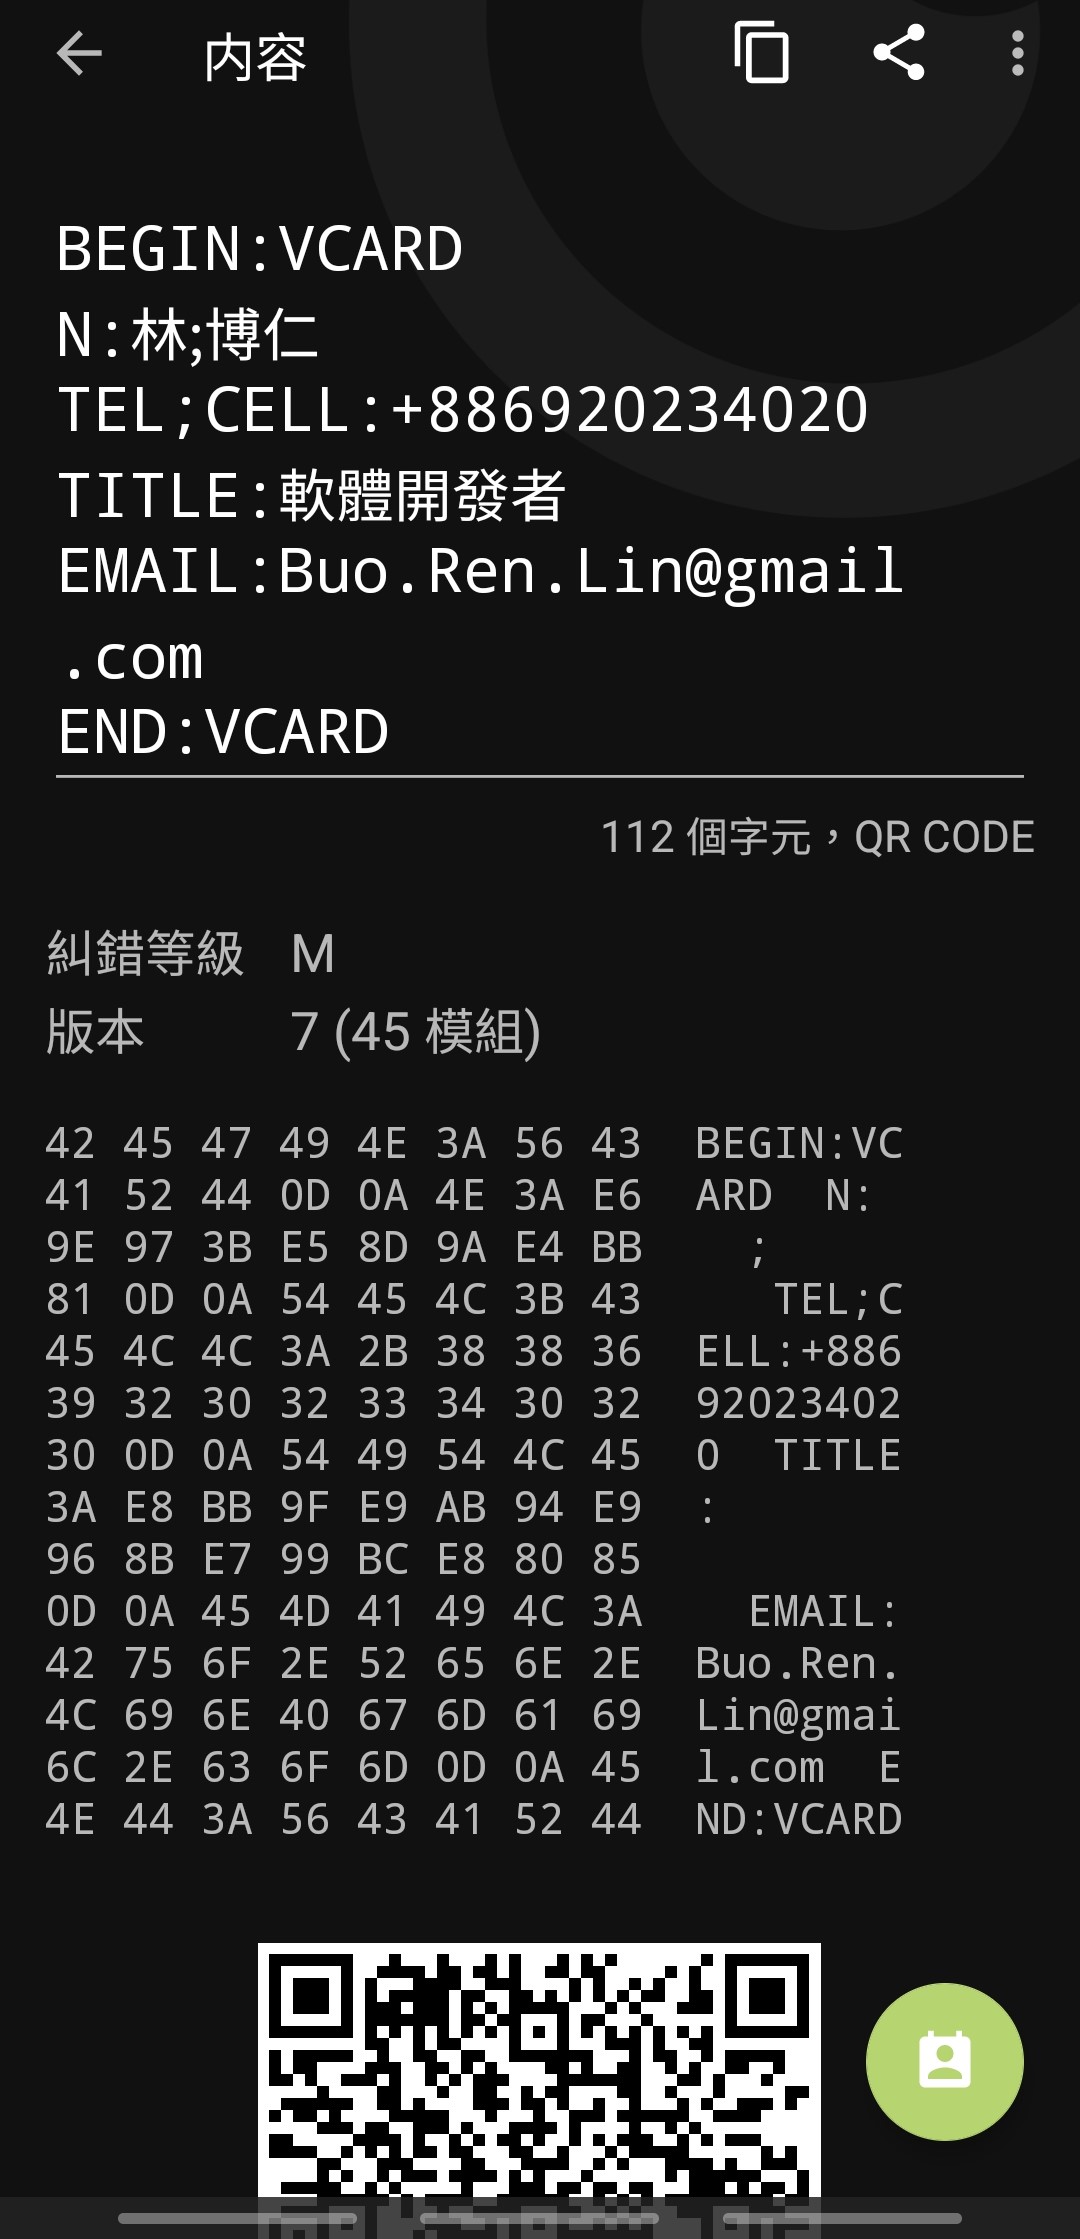 内容
BEGIN:VCARD
N:林;博仁
TEL;CELL:+886920234020
TITLE:軟體開發者
EMAIL:Buo.Ren.Lin@gmail
.com
END:VCARD
112 個字元，QR CODE
糾錯等級 M
版本 7 (45 模組)
42 45 47 49 4E 3A 56 43 BEGIN:VC
41 52 44 0D 0A 4E 3A E6 ARD  N:
9E 97 3B E5 8D 9A E4 BB   ;
81 0D 0A 54 45 4C 3B 43    TEL;C
45 4C 4C 3A 2B 38 38 36 ELL:+886
39 32 30 32 33 34 30 32 92023402
30 0D 0A 54 49 54 4C 45 0  TITLE
3A E8 BB 9F E9 AB 94 E9 :
96 8B E7 99 BC E8 80 85
0D 0A 45 4D 41 49 4C 3A   EMAIL:
42 75 6F 2E 52 65 6E 2E Buo.Ren.
4C 69 6E 40 67 6D 61 69 Lin@gmai
6C 2E 63 6F 6D 0D 0A 45 l.com  E
4E 44 3A 56 43 41 52 44 ND:VCARD